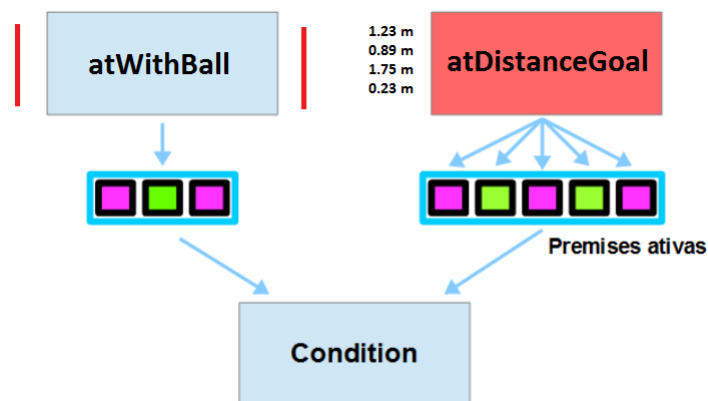 atWithBall
1.23 m
0.89 m
1.75 m
0.23 m
atDistanceGoal
Premises ativas
Condition